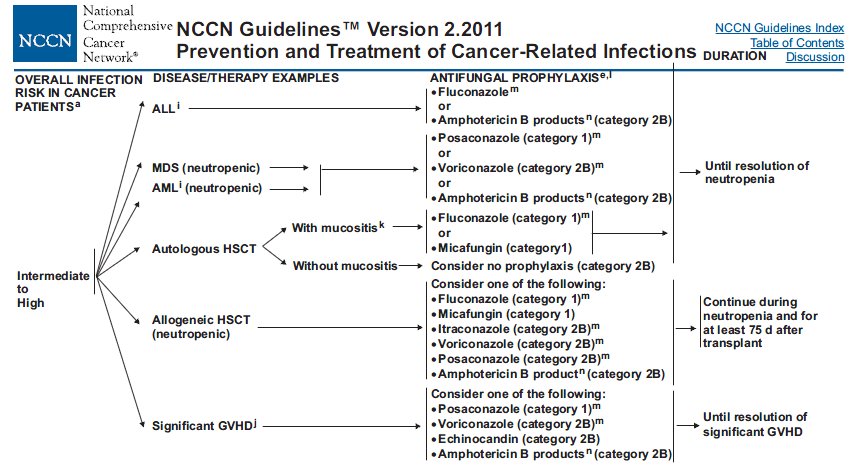 NCCN
National
Comprehensive
Cancer
Network®
NCCN Guidelines™ Version 2.2011
Prevention and Treatment of Cancer-Related Infections
NCCN Guidelines Index
Table of Contents
Discussion
OVERALL INFECTION
RISK IN CANCER
PATIENTSa
DISEASE/THERAPY EXAMPLES
ANTIFUNGAL PROPHYLAXISe,l
DURATION
Intermediate
to
High
ALLi
•Fluconazolem
or
•Amphotericin B productsn (category 2B)
MDS (neutropenic)
AMLi (neutropenic)
•Posaconazole (category 1)m
or
•Voriconazole (category 2B)m
or
•Amphotericin B productsn (category 2B)
Until resolution of
neutropenia
Autologous HSCT
With mucositisk
•Fluconazole (category 1)m
or
•Micafungin (category1)
Without mucositis
Consider no prophylaxis (category 2B)
Allogeneic HSCT
(neutropenic)
Consider one of the following:
•Fluconazole (category 1)m
•Micafungin (category 1)
•Itraconazole (category 2B)m
•Voriconazole (category 2B)m
•Posaconazole (category 2B)m
•Amphotericin B productn (category 2B)
Continue during
neutropenia and for
at least 75 d after
transplant
Significant GVHDj
Consider one of the following:
•Posaconazole (category 1)m
•Voriconazole (category 2B)m
•Echinocandin (category 2B)
•Amphotericin B productsn (category 2B)
Until resolution of
significant GVHD